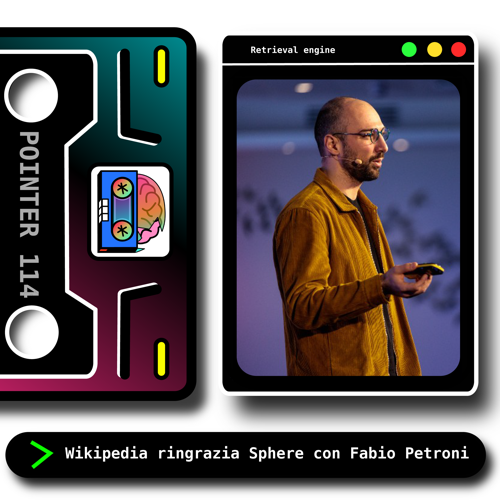 Retrieval engine
POINTER 114
Wikipedia ringrazia Sphere con Fabio Petroni